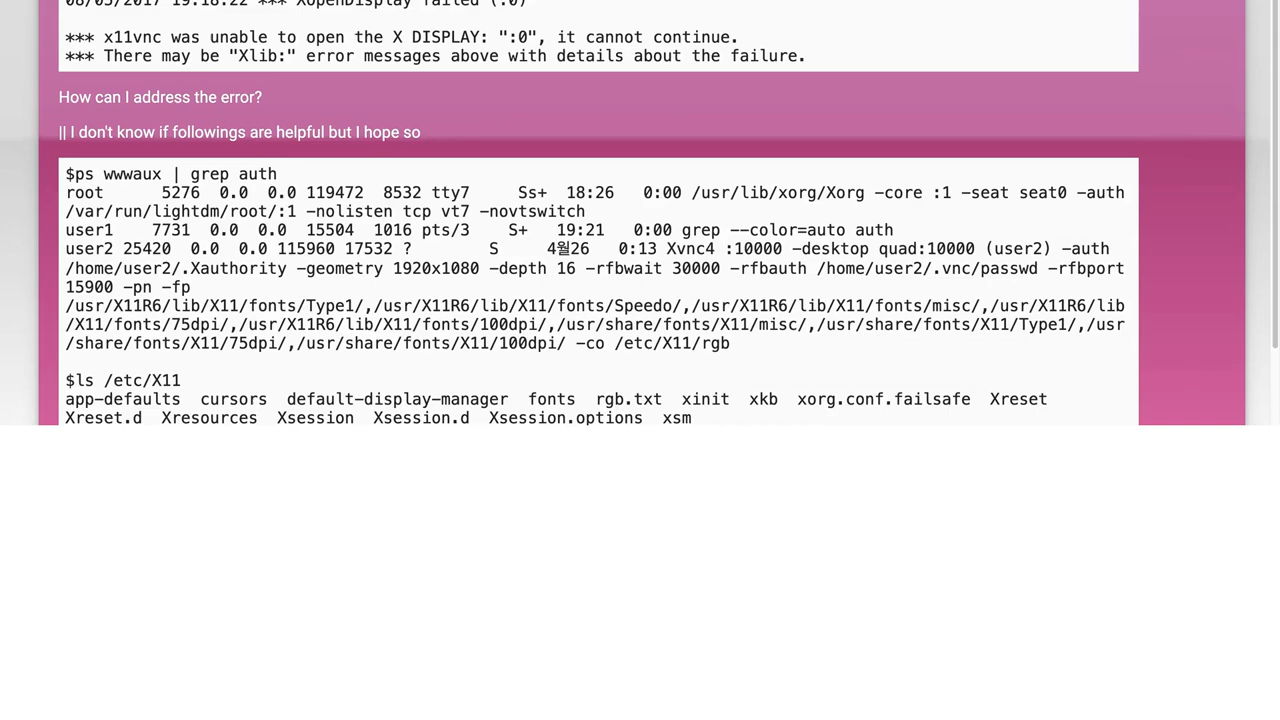 08/05/2017 19:18:22 *** XOpenDisplay failed (:0)
*** x11vnc was unable to open the X DISPLAY: ":0", it cannot continue.
*** There may be "Xlib:" error messages above with details about the failure.
How can I address the error?
|| I don't know if followings are helpful but I hope so
$ps wwwaux | grep auth
root      5276  0.0  0.0 119472  8532 tty7     Ss+  18:26   0:00 /usr/lib/xorg/Xorg -core :1 -seat seat0 -auth
/var/run/lightdm/root/:1 -nolisten tcp vt7 -novtswitch
user1    7731  0.0  0.0  15504  1016 pts/3    S+   19:21   0:00 grep --color=auto auth
user2 25420  0.0  0.0 115960 17532 ?        S     4월26   0:13 Xvnc4 :10000 -desktop quad:10000 (user2) -auth
/home/user2/.Xauthority -geometry 1920x1080 -depth 16 -rfbwait 30000 -rfbauth /home/user2/.vnc/passwd -rfbport
15900 -pn -fp
/usr/X11R6/lib/X11/fonts/Type1/,/usr/X11R6/lib/X11/fonts/Speedo/,/usr/X11R6/lib/X11/fonts/misc/,/usr/X11R6/lib
/X11/fonts/75dpi/,/usr/X11R6/lib/X11/fonts/100dpi/,/usr/share/fonts/X11/misc/,/usr/share/fonts/X11/Type1/,/usr
/share/fonts/X11/75dpi/,/usr/share/fonts/X11/100dpi/ -co /etc/X11/rgb
$ls /etc/X11
app-defaults  cursors  default-display-manager  fonts  rgb.txt  xinit  xkb  xorg.conf.failsafe  Xreset
Xreset.d  Xresources  Xsession  Xsession.d  Xsession.options  xsm